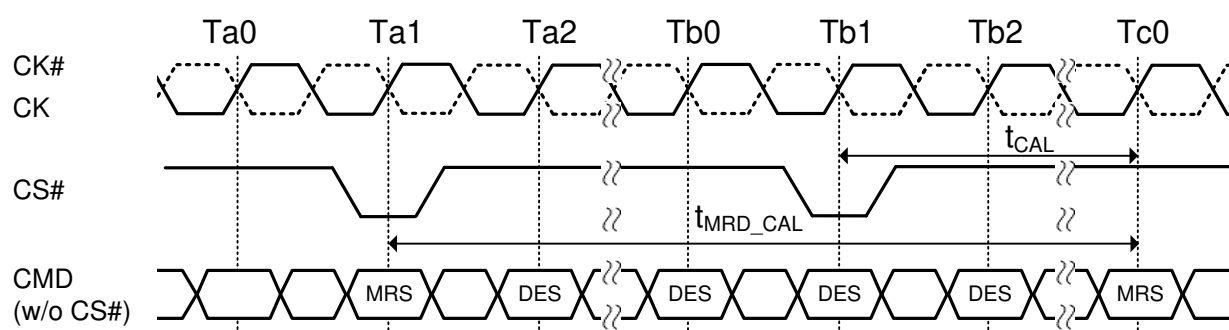 Ta0 Ta1 Ta2 Tb0 Tb1 Tb2 Tc0
CK#
CK
tCAL
CS#
tMRD_CAL
CMD
(w/o CS#)
MRS DES DES DES DES MRS